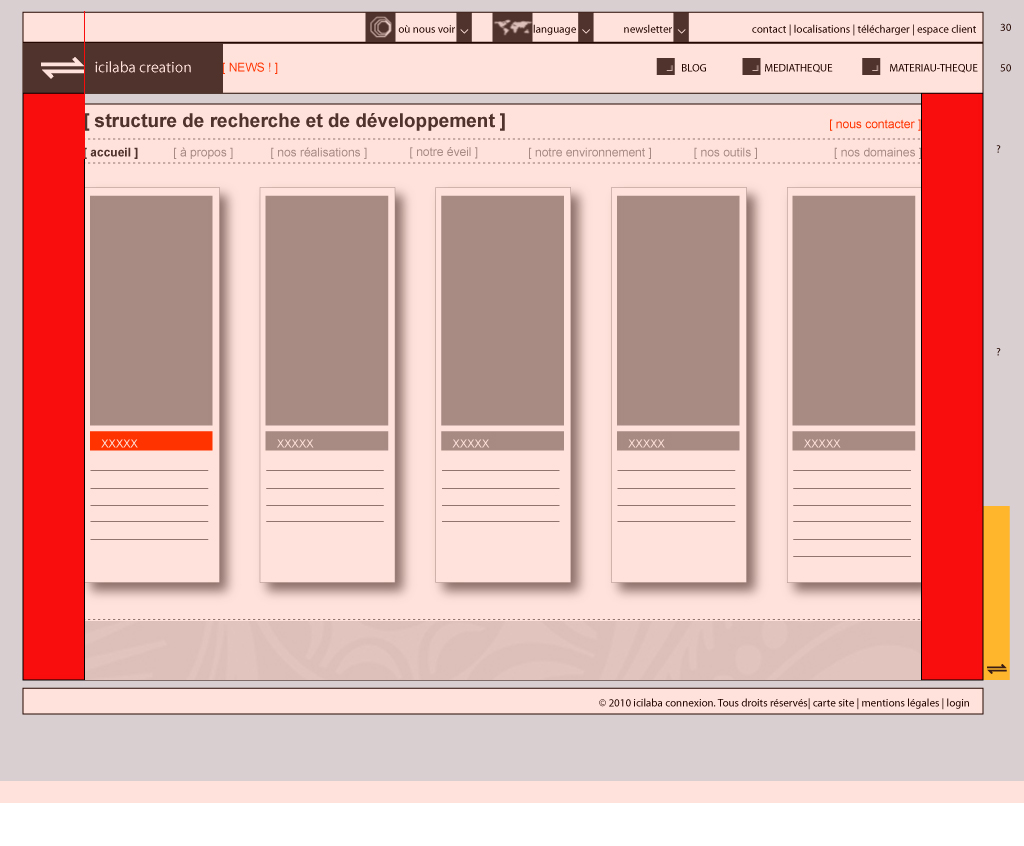 où nous voir language newsletter contact | localisations | télécharger | espace client 30
icilaba creation [ NEWS ! ] BLOG MEDIATHEQUE MATERIAU-THEQUE 50
[ structure de recherche et de développement ] [ nous contacter ]
[ accueil ] [ à propos ] [ nos réalisations ] [ notre éveil ] [ notre environnement ] [ nos outils ] [ nos domaines ] ?
?
XXXXX XXXXX XXXXX XXXXX XXXXX
© 2010 icilaba connexion. Tous droits réservés| carte site | mentions légales | login